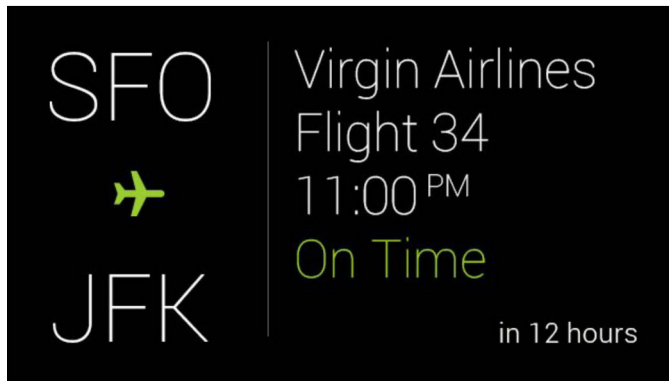 SFO
JFK
Virgin Airlines
Flight 34
11:00 PM
On Time
in 12 hours